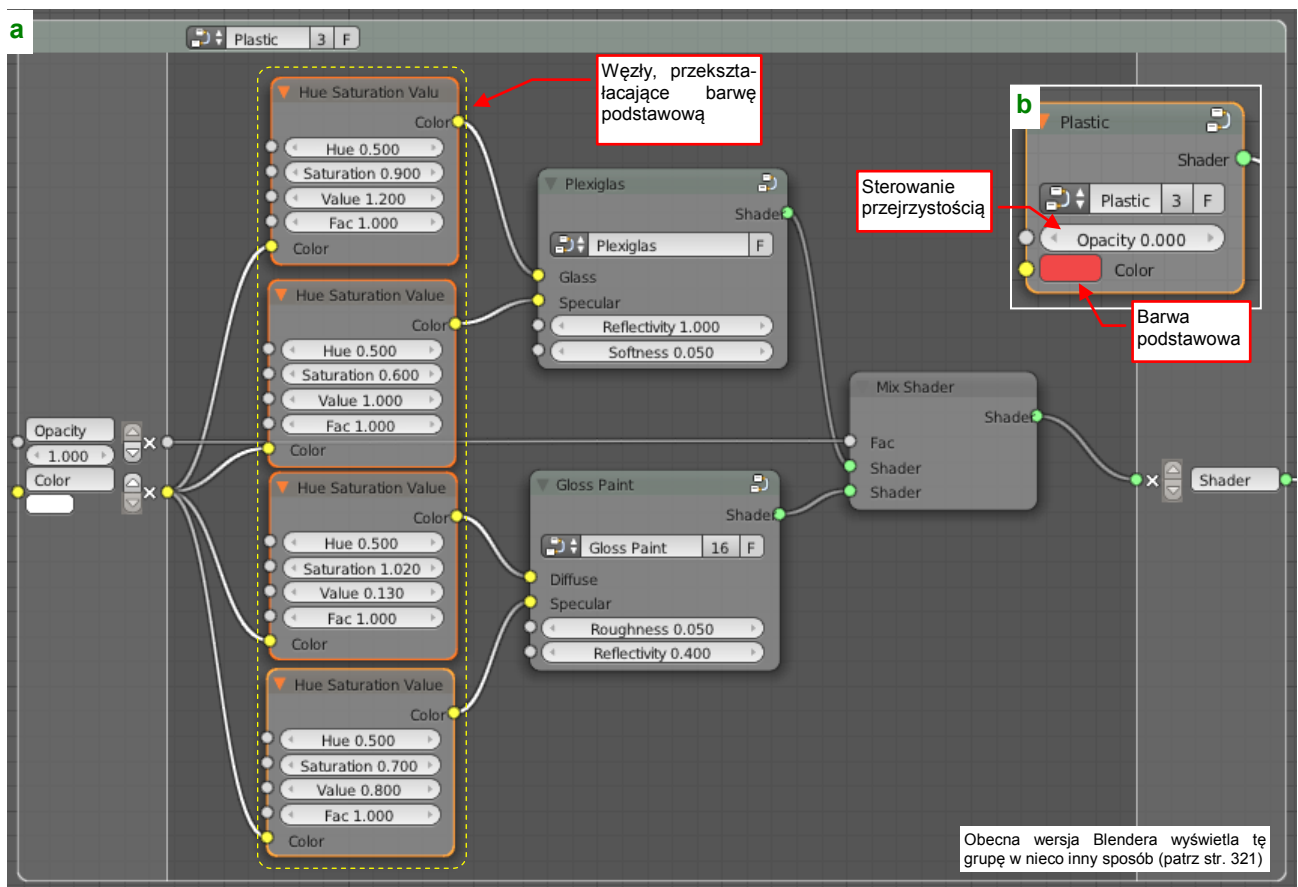 a
Plastic 3 F
Hue Saturation Valu
Color
Hue 0.500
Saturation 0.900
Value 1.200
Fac 1.000
Color
Węzły, przekszta-
łacające barwę
podstawową
Hue Saturation Value
Color
Hue 0.500
Saturation 0.600
Value 1.000
Fac 1.000
Color
Hue Saturation Value
Color
Hue 0.500
Saturation 1.020
Value 0.130
Fac 1.000
Color
Hue Saturation Value
Color
Hue 0.500
Saturation 0.700
Value 0.800
Fac 1.000
Color
Opacity
1.000
Color
Plexiglas
Shader
Plexiglas F
Glass
Specular
Reflectivity 1.000
Softness 0.050
Gloss Paint
Shader
Gloss Paint 16 F
Diffuse
Specular
Roughness 0.050
Reflectivity 0.400
Mix Shader
Shader
Fac
Shader
Shader
Shader
b
Plastic
Shader
Plastic 3 F
Opacity 0.000
Color
Sterowanie
przejrzystością
Barwa
podstawowa
Obecna wersja Blendera wyświetla tę
grupę w nieco inny sposób (patrz str. 321)